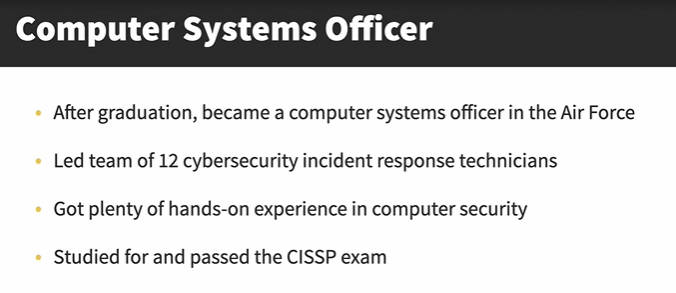 Computer Systems Officer
• After graduation, became a computer systems officer in the Air Force
• Led team of 12 cybersecurity incident response technicians
• Got plenty of hands-on experience in computer security
• Studied for and passed the CISSP exam